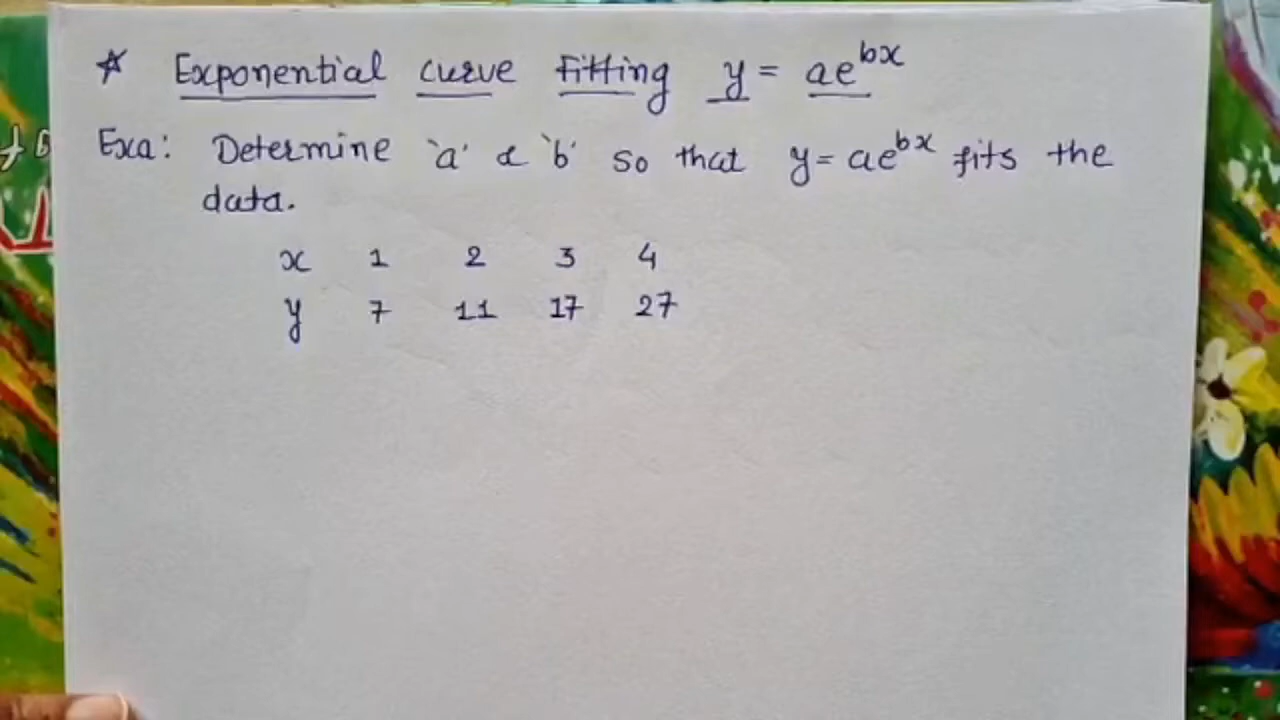 ☆ Exponential curve fitting y = ae^{bx}
Exa: Determine `a' & `b' so that y = ae^{bx} fits the
data.
x 1 2 3 4
y 7 11 17 27